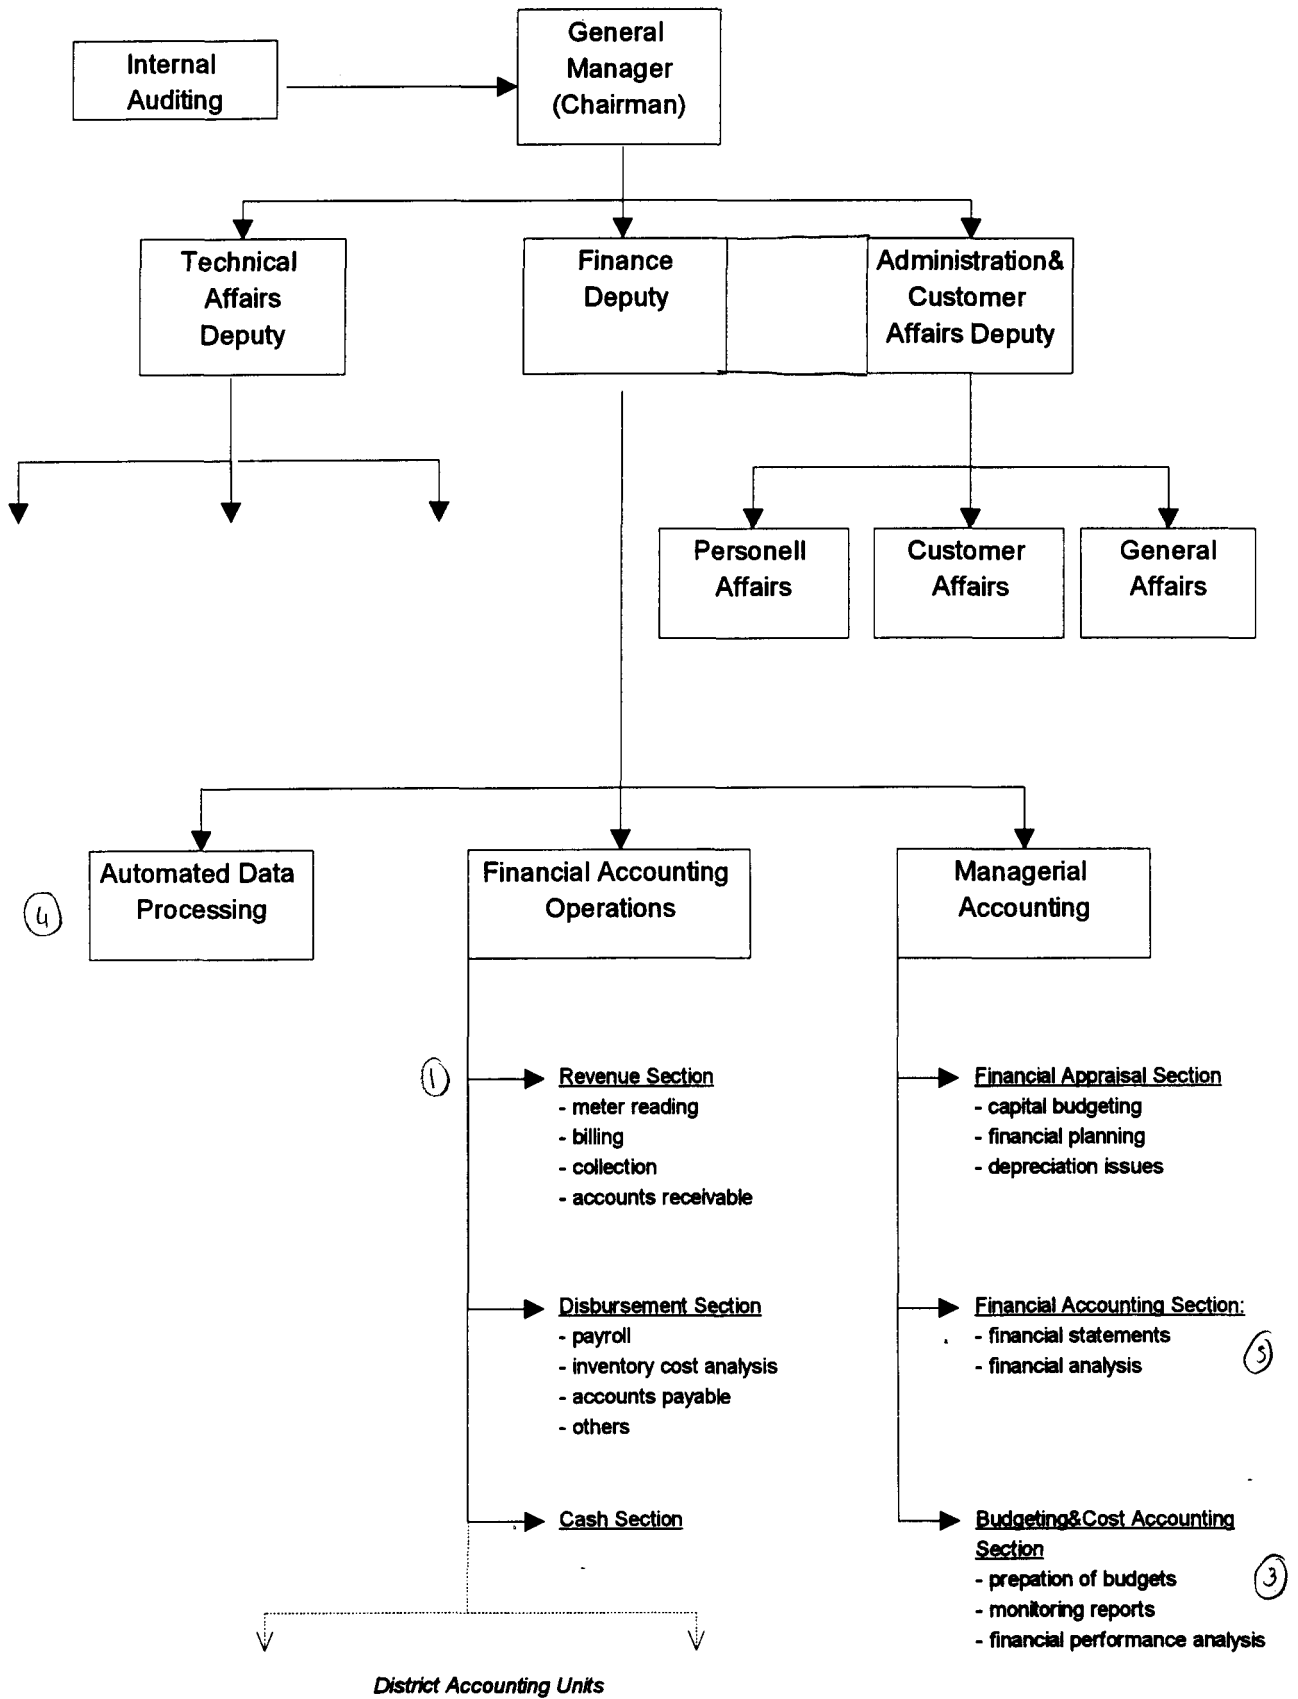 General
Manager
(Chairman)
Internal
Auditing
Technical
Affairs
Deputy
Finance
Deputy
Administration&
Customer
Affairs Deputy
Personell
Affairs
Customer
Affairs
General
Affairs
4
Automated Data
Processing
Financial Accounting
Operations
Managerial
Accounting
1
Revenue Section
- meter reading
- billing
- collection
- accounts receivable
Financial Appraisal Section
- capital budgeting
- financial planning
- depreciation issues
Disbursement Section
- payroll
- inventory cost analysis
- accounts payable
- others
Financial Accounting Section:
- financial statements
- financial analysis
Cash Section
Budgeting&Cost Accounting
Section
- prepation of budgets
- monitoring reports
- financial performance analysis
3
District Accounting Units